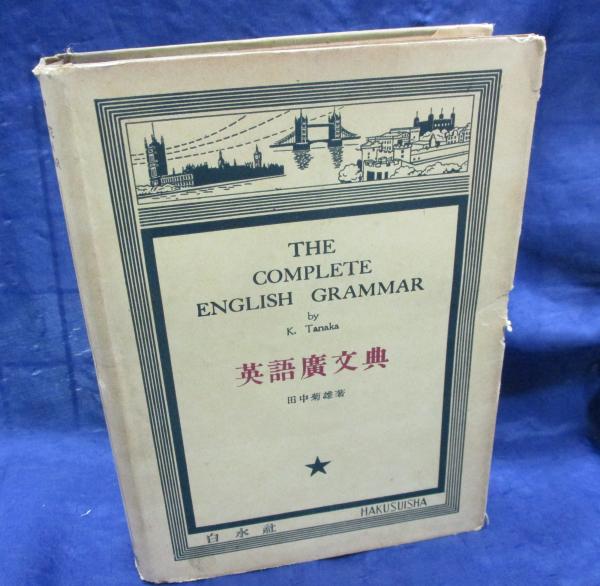 THE
COMPLETE
ENGLISH GRAMMAR
by
K. Tanaka
英語廣文典
田中菊雄著
白水社 HAKUSUISHA